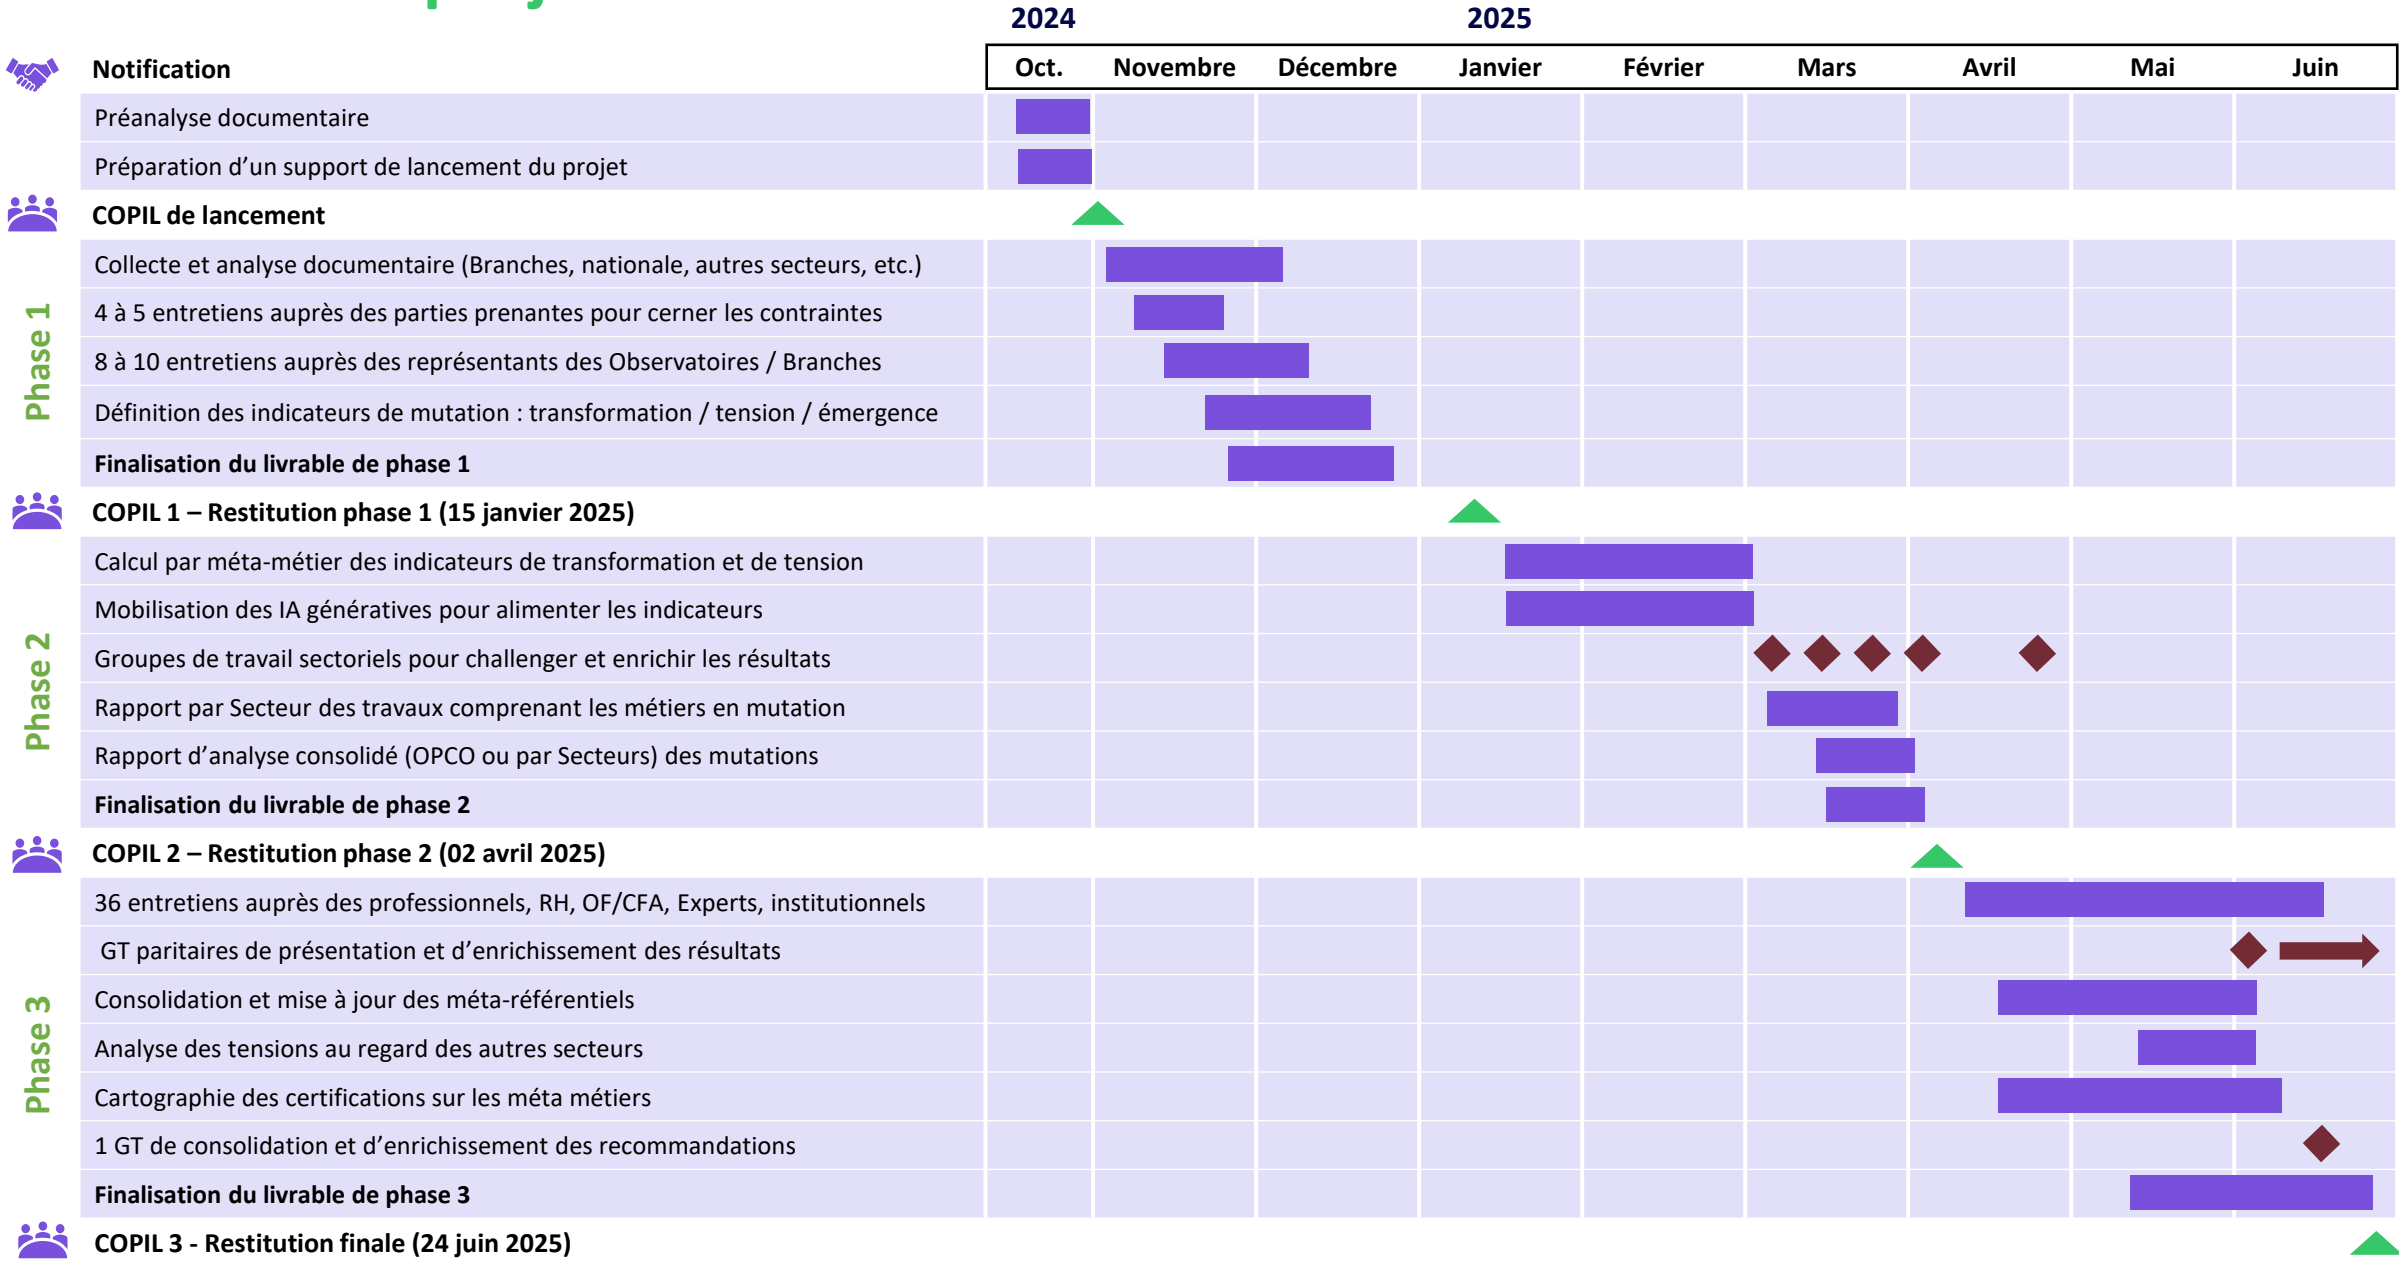 2024
2025
Notification
Oct.
Novembre
Décembre
Janvier
Février
Mars
Avril
Mai
Juin
Préanalyse documentaire
Préparation d’un support de lancement du projet
COPIL de lancement
Phase 1
Collecte et analyse documentaire (Branches, nationale, autres secteurs, etc.)
4 à 5 entretiens auprès des parties prenantes pour cerner les contraintes
8 à 10 entretiens auprès des représentants des Observatoires / Branches
Définition des indicateurs de mutation : transformation / tension / émergence
Finalisation du livrable de phase 1
COPIL 1 – Restitution phase 1 (15 janvier 2025)
Phase 2
Calcul par méta-métier des indicateurs de transformation et de tension
Mobilisation des IA génératives pour alimenter les indicateurs
Groupes de travail sectoriels pour challenger et enrichir les résultats
Rapport par Secteur des travaux comprenant les métiers en mutation
Rapport d’analyse consolidé (OPCO ou par Secteurs) des mutations
Finalisation du livrable de phase 2
COPIL 2 – Restitution phase 2 (02 avril 2025)
Phase 3
36 entretiens auprès des professionnels, RH, OF/CFA, Experts, institutionnels
GT paritaires de présentation et d’enrichissement des résultats
Consolidation et mise à jour des méta-référentiels
Analyse des tensions au regard des autres secteurs
Cartographie des certifications sur les méta métiers
1 GT de consolidation et d’enrichissement des recommandations
Finalisation du livrable de phase 3
COPIL 3 - Restitution finale (24 juin 2025)